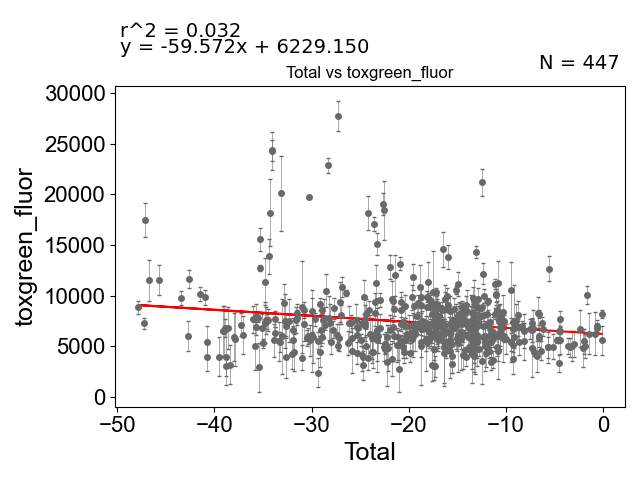 r^2 = 0.032
y = -59.572x + 6229.150
N = 447
Total vs toxgreen_fluor
30000
25000
20000
15000
10000
5000
0
toxgreen_fluor
−50
−40
−30
−20
−10
0
Total